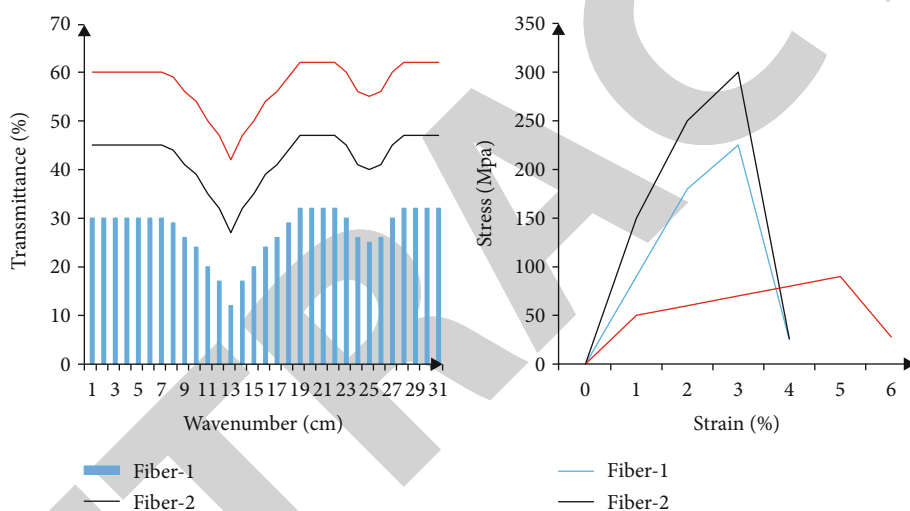 70
60
50
40
30
20
10
0
Transmittance (%)
1 3 5 7 9 11 13 15 17 19 21 23 25 27 29 31
Wavenumber (cm)
Fiber-1
Fiber-2
350
300
250
200
150
100
50
0
Stress (Mpa)
0 1 2 3 4 5 6
Strain (%)
Fiber-1
Fiber-2
TRAC